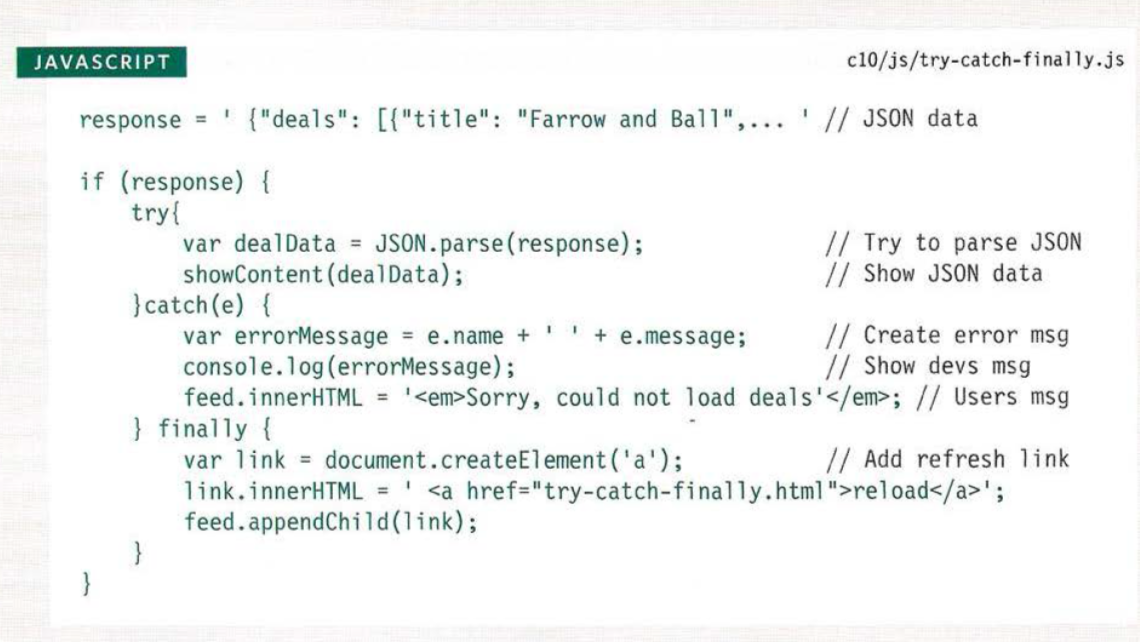 JAVASCRIPT
c10/js/try-catch-finally.js
response = ' {"deals": [{"title": "Farrow and Ball",... ' // JSON data
if (response) {
    try{
        var dealData = JSON.parse(response);              // Try to parse JSON
        showContent(dealData);                            // Show JSON data
    }catch(e) {
        var errorMessage = e.name + ' ' + e.message;      // Create error msg
        console.log(errorMessage);                        // Show devs msg
        feed.innerHTML = '<em>Sorry, could not load deals'</em>; // Users msg
    } finally {
        var link = document.createElement('a');           // Add refresh link
        link.innerHTML = ' <a href="try-catch-finally.html">reload</a>';
        feed.appendChild(link);
    }
}